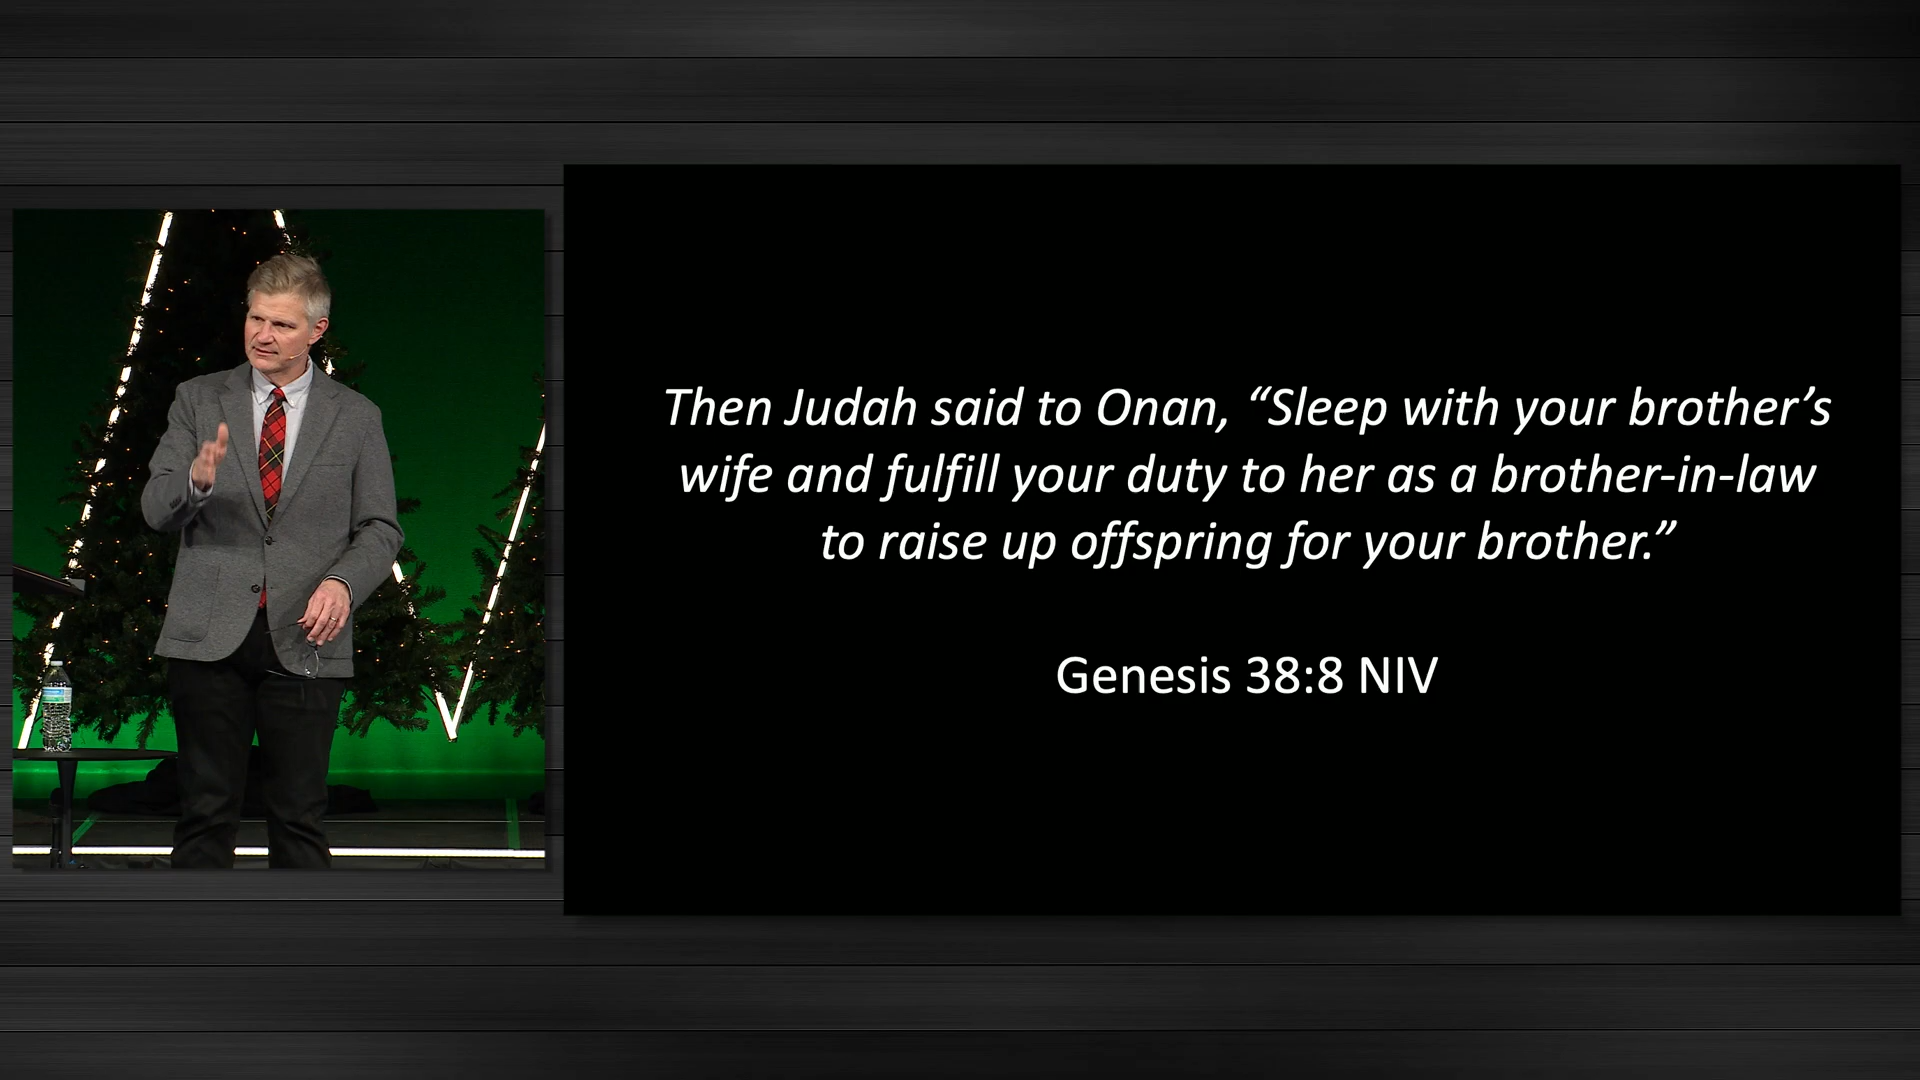 Then Judah said to Onan, “Sleep with your brother’s
wife and fulfill your duty to her as a brother-in-law
to raise up offspring for your brother.”
Genesis 38:8 NIV